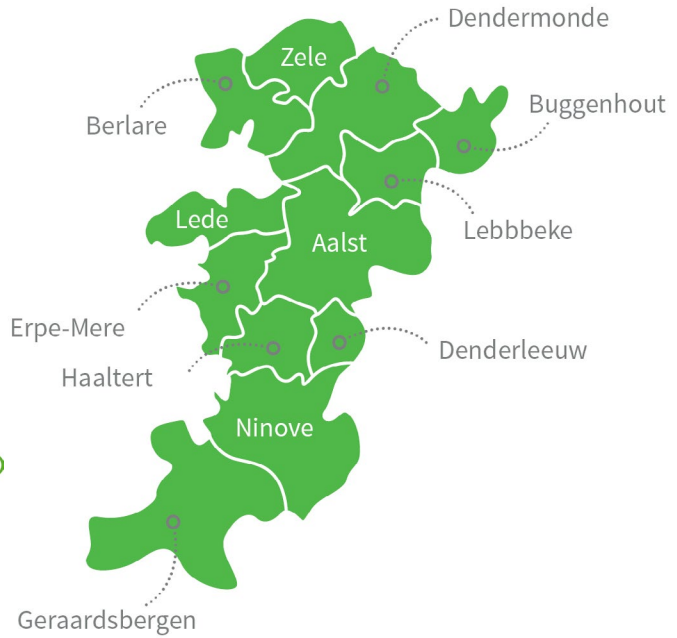 Dendermonde
Zele
Buggenhout
Berlare
Lede
Lebbbeke
Aalst
Erpe-Mere
Denderleeuw
Haaltert
Ninove
Geraardsbergen